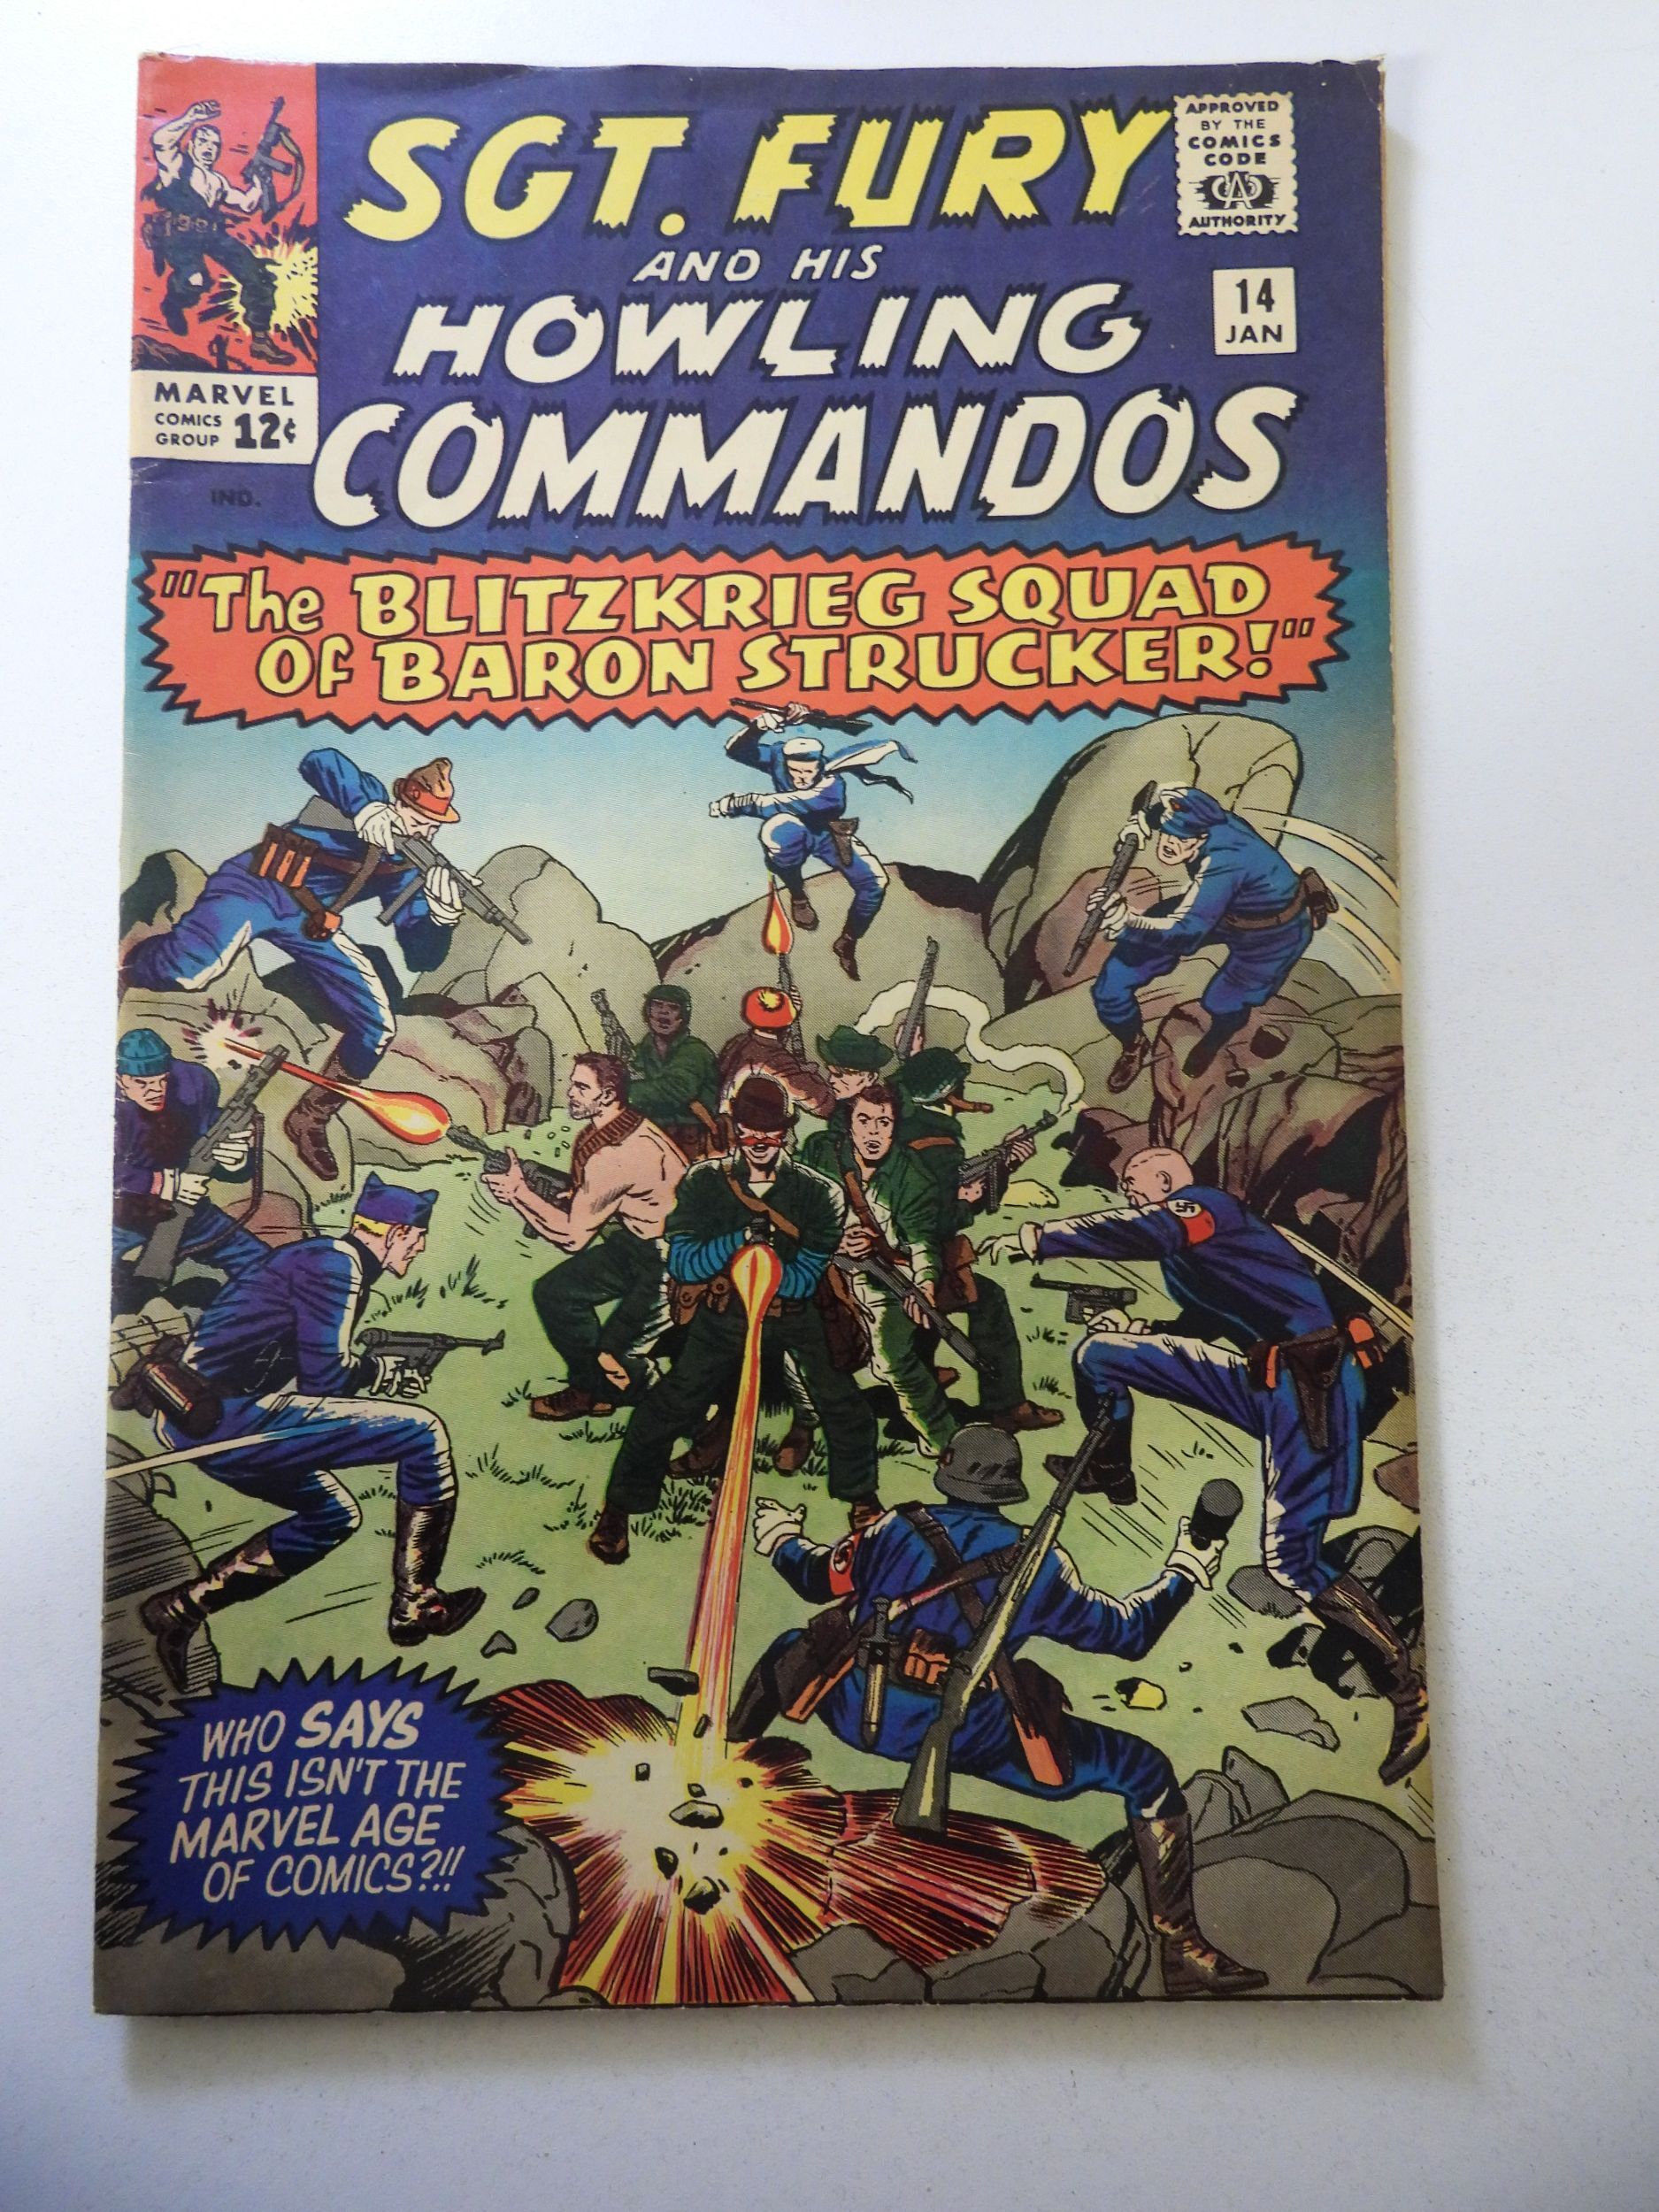 SGT. FURY
AND HIS
HOWLING
COMMANDOS
APPROVED
BY THE
COMICS
CODE
CA
AUTHORITY
14
JAN
MARVEL
COMICS
GROUP 12¢
IND.
"The BLITZKRIEG SQUAD
OF BARON STRUCKER!"
WHO SAYS
THIS ISN'T THE
MARVEL AGE
OF COMICS?!!